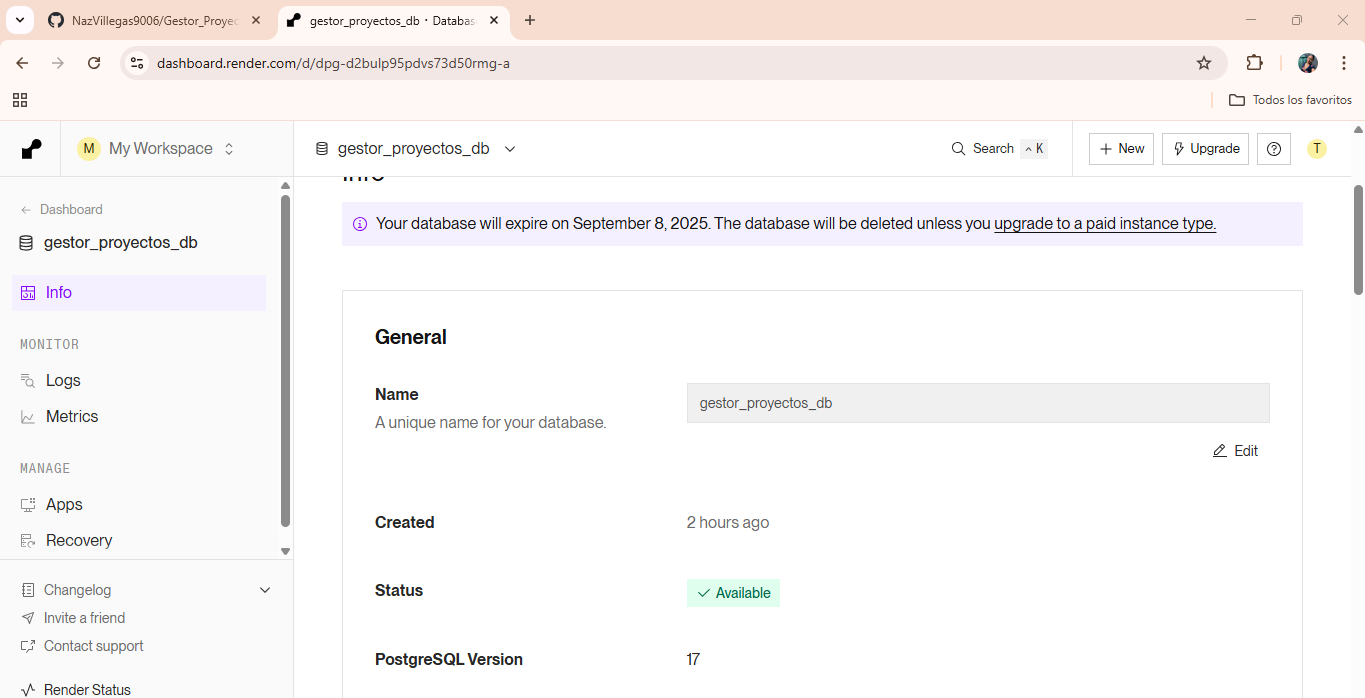 NazVillegas9006/Gestor_Proyec
gestor_proyectos_db · Databas
dashboard.render.com/d/dpg-d2bulp95pdvs73d50rmg-a
Todos los favoritos
M My Workspace
gestor_proyectos_db
Search ^ K
+ New
Upgrade
T
Dashboard
gestor_proyectos_db
Info
MONITOR
Logs
Metrics
MANAGE
Apps
Recovery
Changelog
Invite a friend
Contact support
Render Status
Info
Your database will expire on September 8, 2025. The database will be deleted unless you upgrade to a paid instance type.
General
Name
A unique name for your database.
gestor_proyectos_db
Edit
Created
2 hours ago
Status
Available
PostgreSQL Version
17